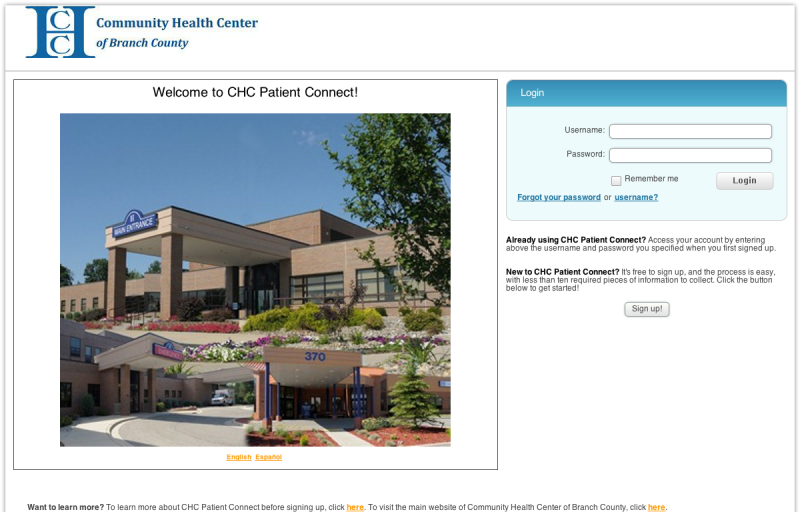 H
C
C
Community Health Center
of Branch County
Welcome to CHC Patient Connect!
MAIN ENTRANCE
EMERGENCY
370
English Español
Login
Username:
Password:
Remember me
Login
Forgot your password or username?
Already using CHC Patient Connect? Access your account by entering
above the username and password you specified when you first signed up.
New to CHC Patient Connect? It's free to sign up, and the process is easy,
with less than ten required pieces of information to collect. Click the button
below to get started!
Sign up!
Want to learn more? To learn more about CHC Patient Connect before signing up, click here. To visit the main website of Community Health Center of Branch County, click here.